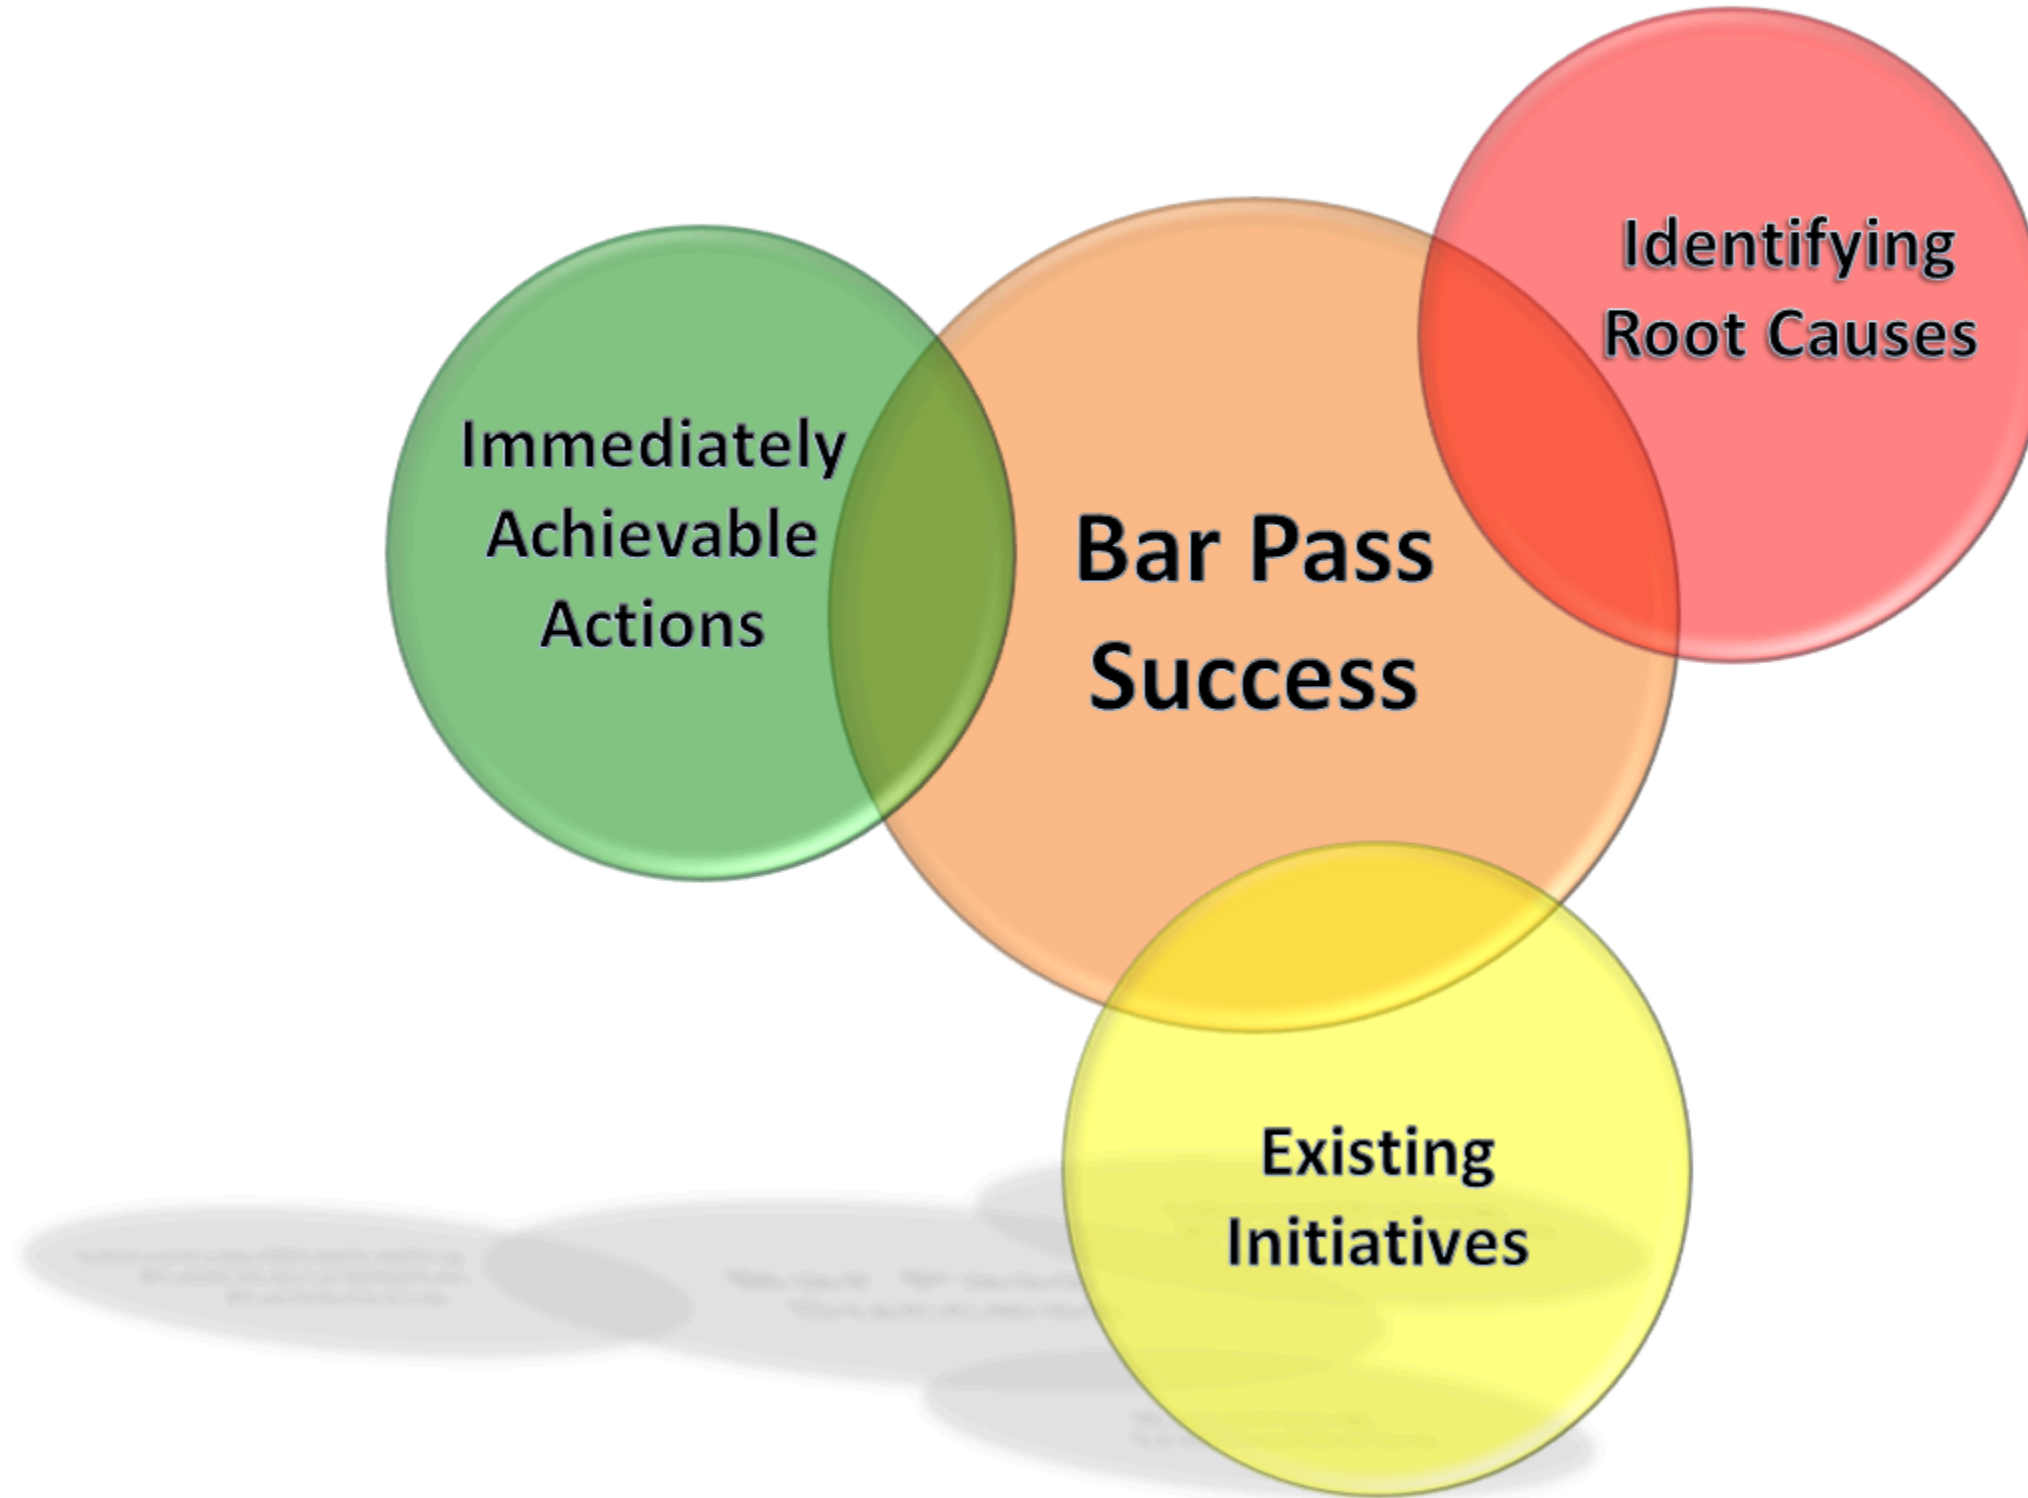 Identifying
Root Causes
Immediately
Achievable
Actions
Bar Pass
Success
Existing
Initiatives